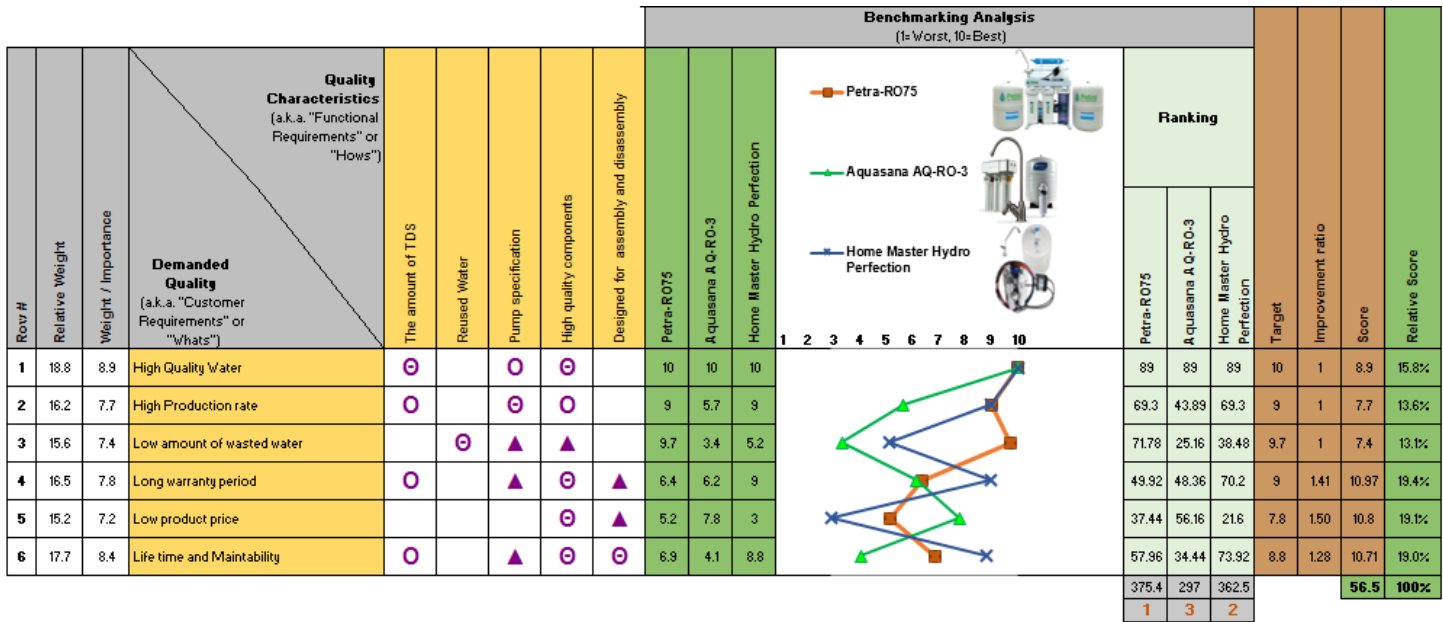 Benchmarking Analysis
(1=Worst, 10=Best)
Quality
Characteristics
(a.k.a. "Functional
Requirements" or
"Hows")
Demanded
Quality
(a.k.a. "Customer
Requirements" or
"Whats")
Row #
Relative Weight
Weight / Importance
The amount of TDS
Reused Water
Pump specification
High quality components
Designed for assembly and disassembly
Petra-RO75
Aquasana AQ-RO-3
Home Master Hydro Perfection
Petra-RO75
Aquasana AQ-RO-3
Home Master Hydro
Perfection
1 2 3 4 5 6 7 8 9 10
Ranking
Petra-RO75
Aquasana AQ-RO-3
Home Master Hydro
Perfection
Target
Improvement ratio
Score
Relative Score
1 18.8 8.9 High Quality Water Θ O Θ 10 10 10 89 89 89 10 1 8.9 15.8%
2 16.2 7.7 High Production rate O Θ O 9 5.7 9 69.3 43.89 69.3 9 1 7.7 13.6%
3 15.6 7.4 Low amount of wasted water Θ ▲ ▲ 9.7 3.4 5.2 71.78 25.16 38.48 9.7 1 7.4 13.1%
4 16.5 7.8 Long warranty period O ▲ Θ ▲ 6.4 6.2 9 49.92 48.36 70.2 9 1.41 10.97 19.4%
5 15.2 7.2 Low product price Θ ▲ 5.2 7.8 3 37.44 56.16 21.6 7.8 1.50 10.8 19.1%
6 17.7 8.4 Life time and Maintability O ▲ Θ Θ 6.9 4.1 8.8 57.96 34.44 73.92 8.8 1.28 10.71 19.0%
375.4 297 362.5 56.5 100%
1 3 2